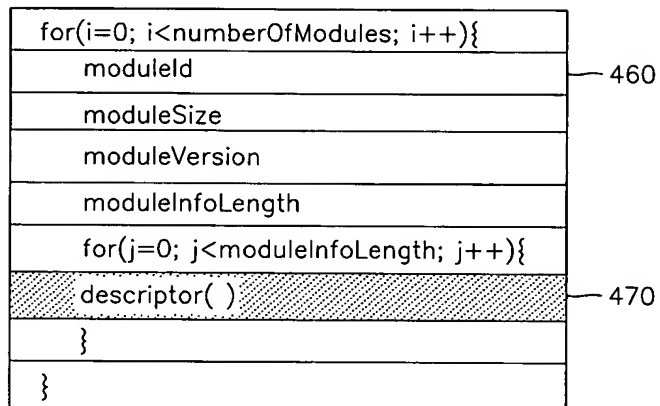 for(i=0; i<numberOfModules; i++){
moduleId 460
moduleSize
moduleVersion
moduleInfoLength
for(j=0; j<moduleInfoLength; j++){
descriptor( ) 470
}
}